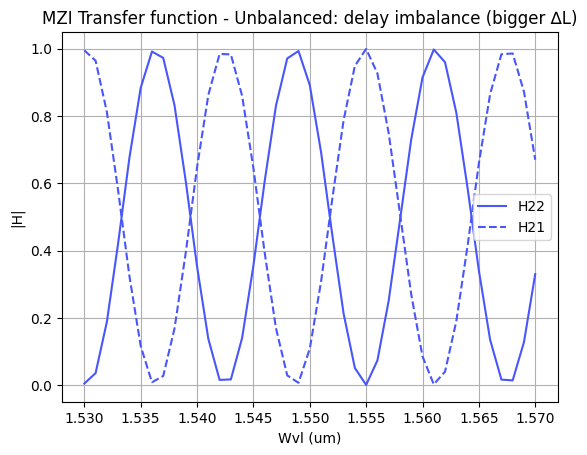 MZI Transfer function - Unbalanced: delay imbalance (bigger ΔL)
1.0
0.8
0.6
0.4
0.2
0.0
|H|
H22
H21
1.530 1.535 1.540 1.545 1.550 1.555 1.560 1.565 1.570
Wvl (um)